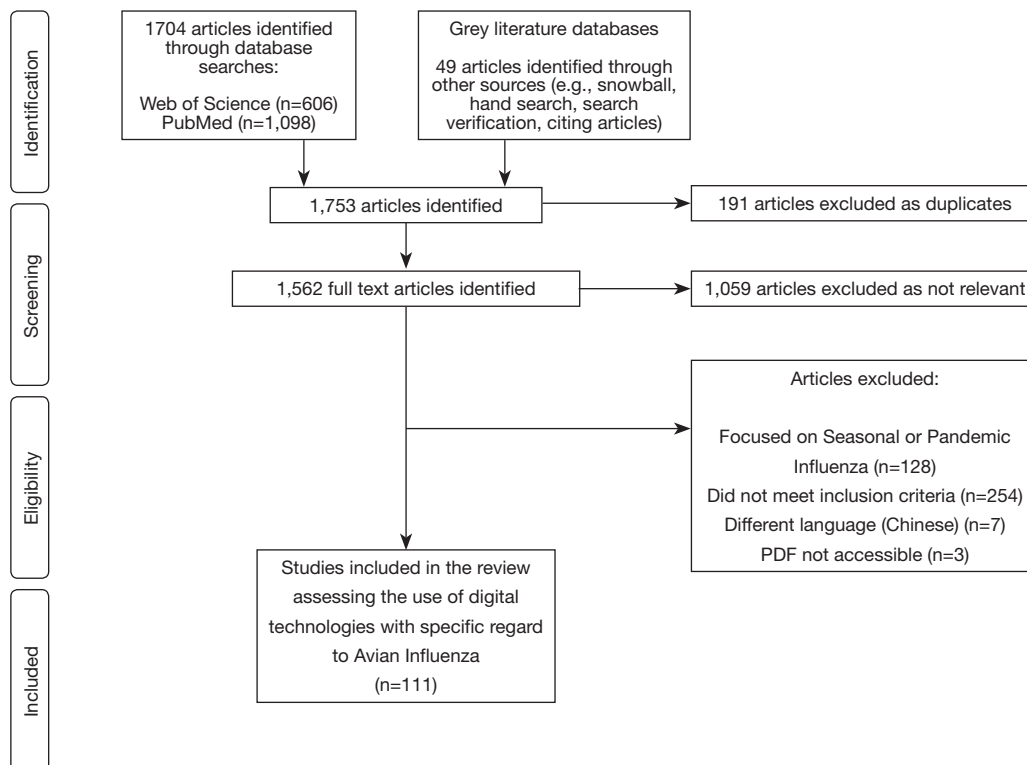 Identification
1704 articles identified
through database
searches:
Web of Science (n=606)
PubMed (n=1,098)
Grey literature databases
49 articles identified through
other sources (e.g., snowball,
hand search, search
verification, citing articles)
1,753 articles identified
191 articles excluded as duplicates
Screening
1,562 full text articles identified
1,059 articles excluded as not relevant
Eligibility
Articles excluded:
Focused on Seasonal or Pandemic
Influenza (n=128)
Did not meet inclusion criteria (n=254)
Different language (Chinese) (n=7)
PDF not accessible (n=3)
Included
Studies included in the review
assessing the use of digital
technologies with specific regard
to Avian Influenza
(n=111)